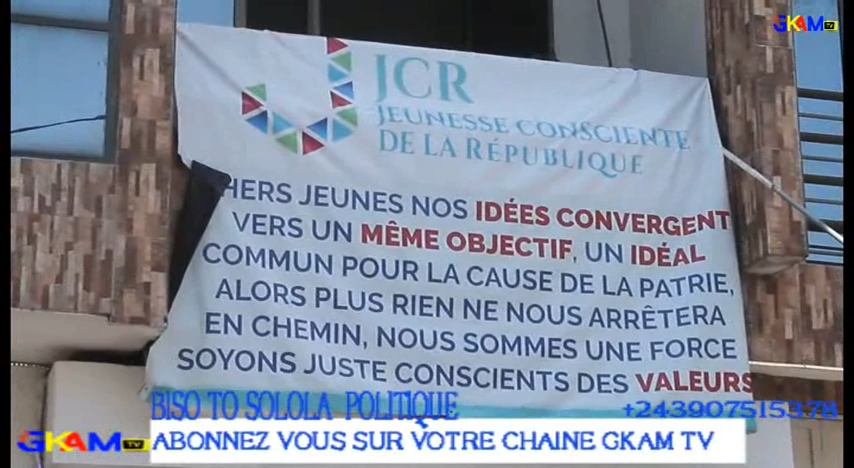 GKAM TV
JCR
JEUNESSE CONSCIENTE
DE LA RÉPUBLIQUE
HERS JEUNES NOS IDÉES CONVERGENT
VERS UN MÊME OBJECTIF, UN IDÉAL
COMMUN POUR LA CAUSE DE LA PATRIE,
ALORS PLUS RIEN NE NOUS ARRÊTERA
EN CHEMIN, NOUS SOMMES UNE FORCE
SOYONS JUSTE CONSCIENTS DES VALEURS
BISO TO SOLOLA POLITIQUE +243907515378
GKAM TV ABONNEZ VOUS SUR VOTRE CHAINE GKAM TV